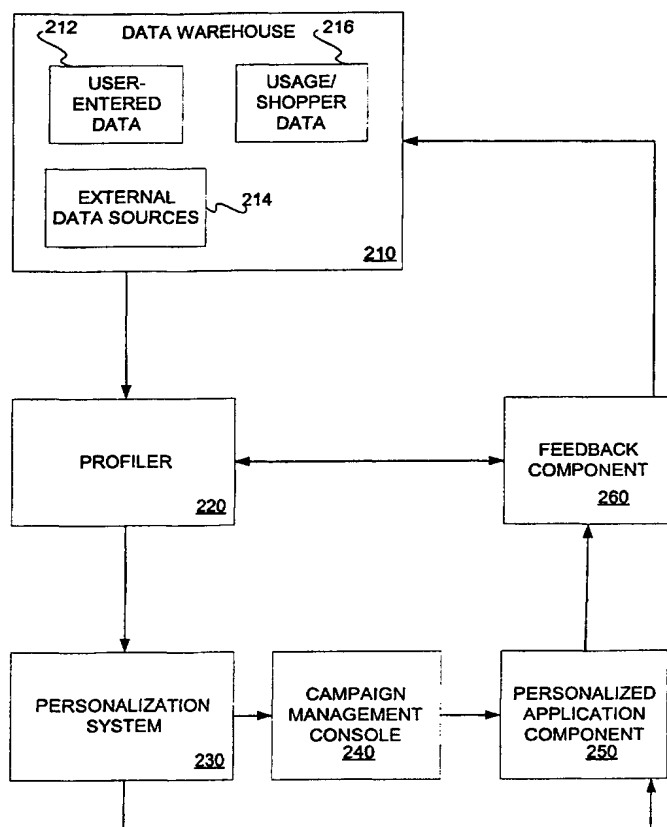 212
DATA WAREHOUSE
216
USER-
ENTERED
DATA
USAGE/
SHOPPER
DATA
EXTERNAL
DATA SOURCES
214
210
PROFILER
220
FEEDBACK
COMPONENT
260
PERSONALIZATION
SYSTEM
230
CAMPAIGN
MANAGEMENT
CONSOLE
240
PERSONALIZED
APPLICATION
COMPONENT
250